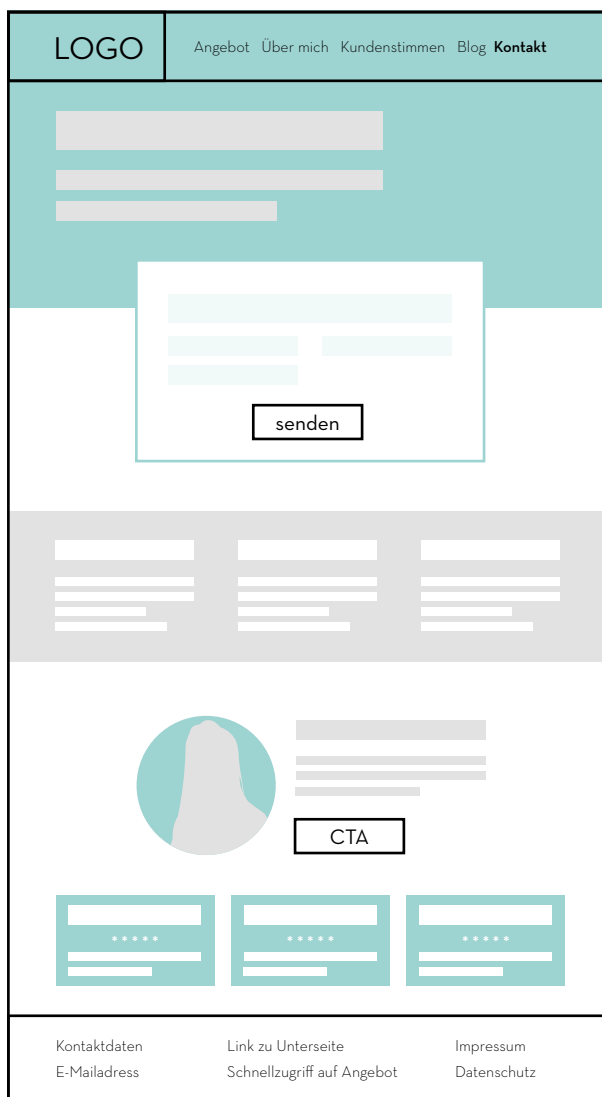 LOGO
Angebot Über mich Kundenstimmen Blog Kontakt
senden
CTA
* * * * *
* * * * *
* * * * *
Kontaktdaten
E-Mailadress
Link zu Unterseite
Schnellzugriff auf Angebot
Impressum
Datenschutz